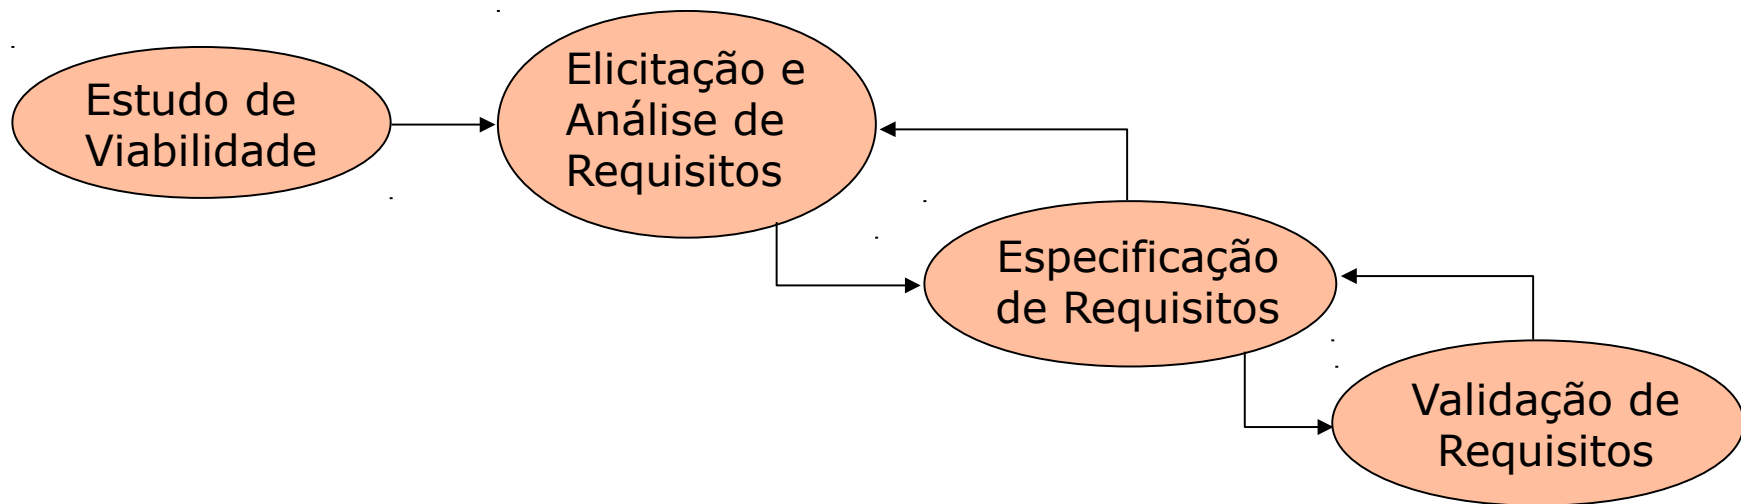 Estudo de
Viabilidade
Elicitação e
Análise de
Requisitos
Especificação
de Requisitos
Validação de
Requisitos